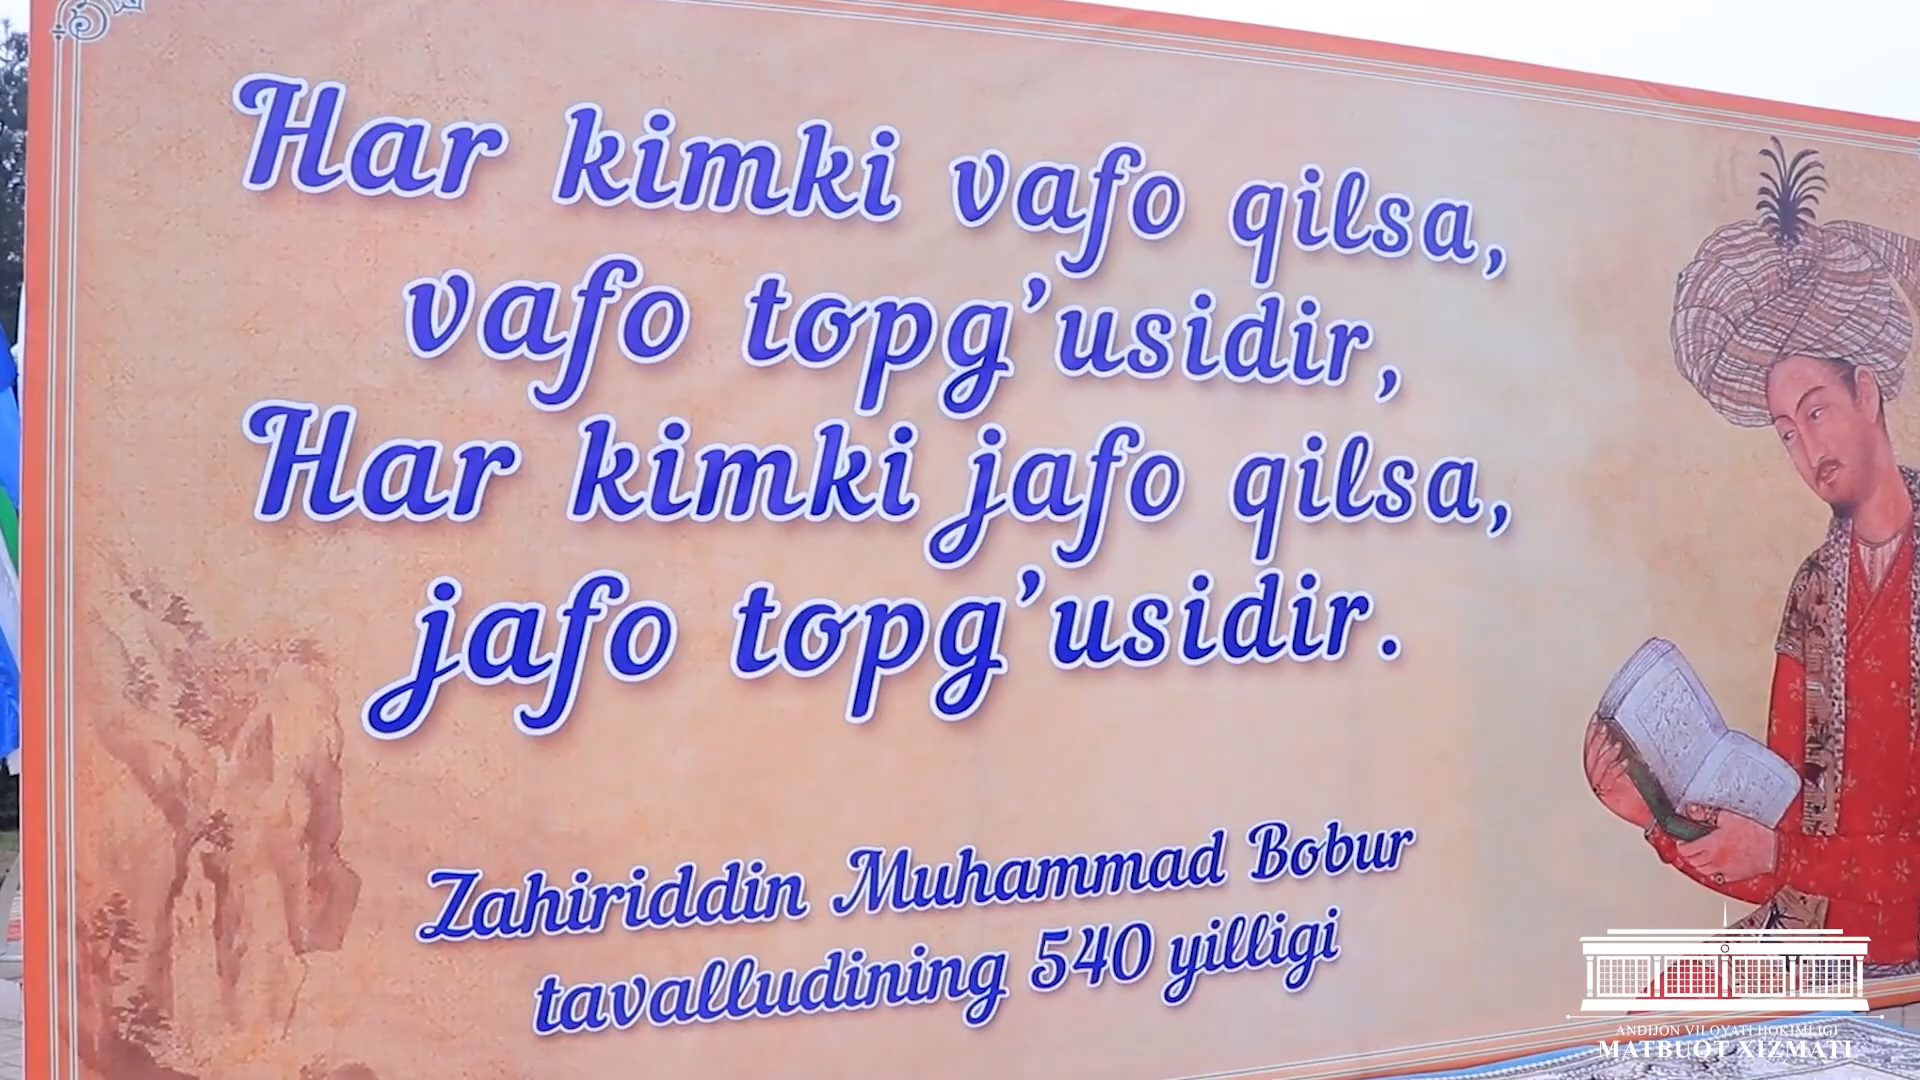 Har kimki vafo qilsa,
vafo topg’usidir,
Har kimki jafo qilsa,
jafo topg’usidir.
Zahiriddin Muhammad Bobur
tavalludining 540 yilligi
ANDIJON VILOYATI HOKIMLIGI
MATBUOT XIZMATI